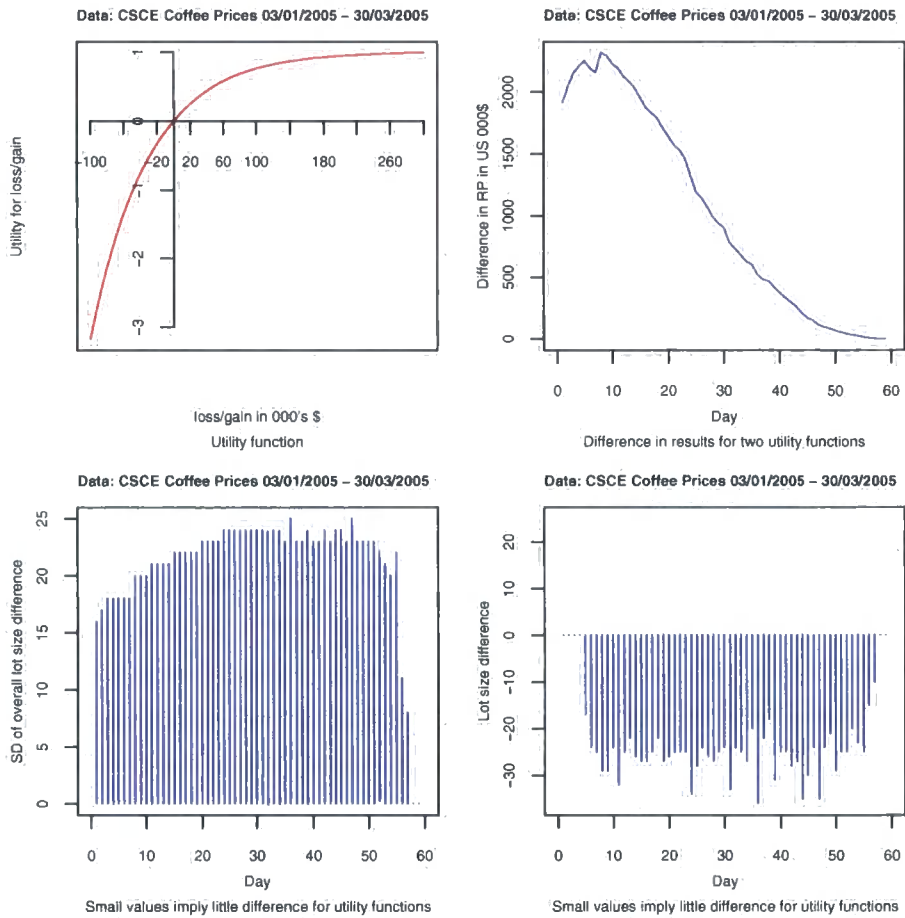 Data: CSCE Coffee Prices 03/01/2005 – 30/03/2005
Utility for loss/gain
1
0
−1
−2
−3
−100 −20 20 60 100 180 260
loss/gain in 000's $
Utility function
Data: CSCE Coffee Prices 03/01/2005 – 30/03/2005
Difference in RP in US 000$
2000
1500
1000
500
0
0 10 20 30 40 50 60
Day
Difference in results for two utility functions
Data: CSCE Coffee Prices 03/01/2005 – 30/03/2005
SD of overall lot size difference
25
20
15
10
5
0
0 10 20 30 40 50 60
Day
Small values imply little difference for utility functions
Data: CSCE Coffee Prices 03/01/2005 – 30/03/2005
Lot size difference
20
10
0
−10
−20
−30
0 10 20 30 40 50 60
Day
Small values imply little difference for utility functions